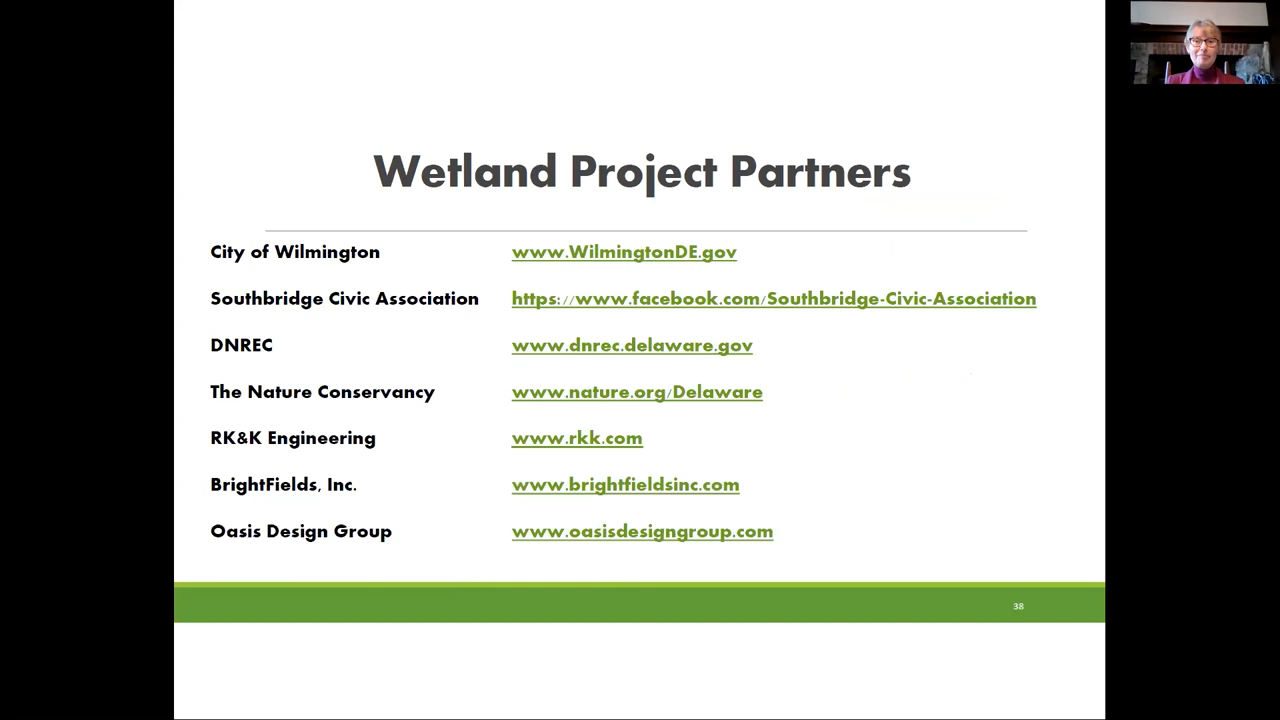 Wetland Project Partners
City of Wilmington www.WilmingtonDE.gov
Southbridge Civic Association https://www.facebook.com/Southbridge-Civic-Association
DNREC www.dnrec.delaware.gov
The Nature Conservancy www.nature.org/Delaware
RK&K Engineering www.rkk.com
BrightFields, Inc. www.brightfieldsinc.com
Oasis Design Group www.oasisdesigngroup.com
38